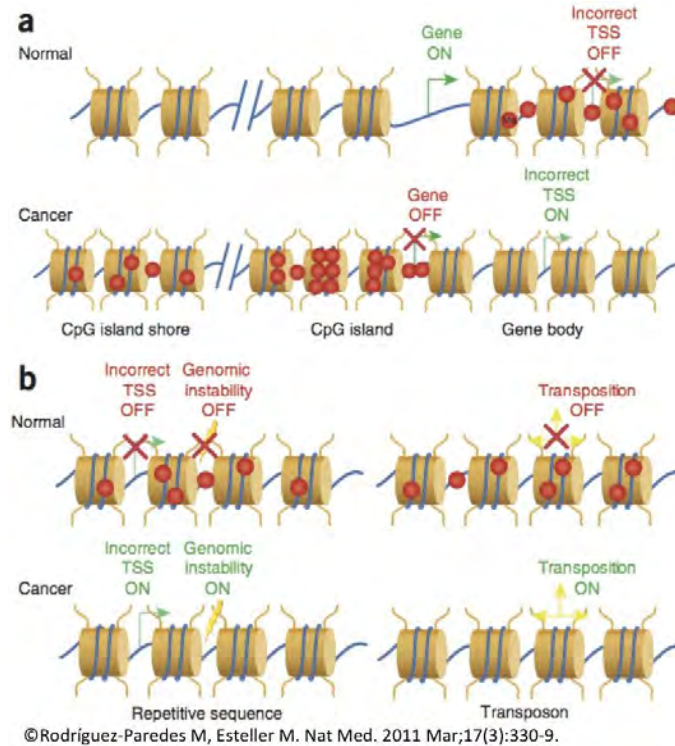 a
Normal
Gene
ON
Incorrect
TSS
OFF
Cancer
Gene
OFF
Incorrect
TSS
ON
CpG island shore
CpG island
Gene body
b
Normal
Incorrect
TSS
OFF
Genomic
instability
OFF
Transposition
OFF
Cancer
Incorrect
TSS
ON
Genomic
instability
ON
Transposition
ON
Repetitive sequence
Transposon
©Rodríguez-Paredes M, Esteller M. Nat Med. 2011 Mar;17(3):330-9.